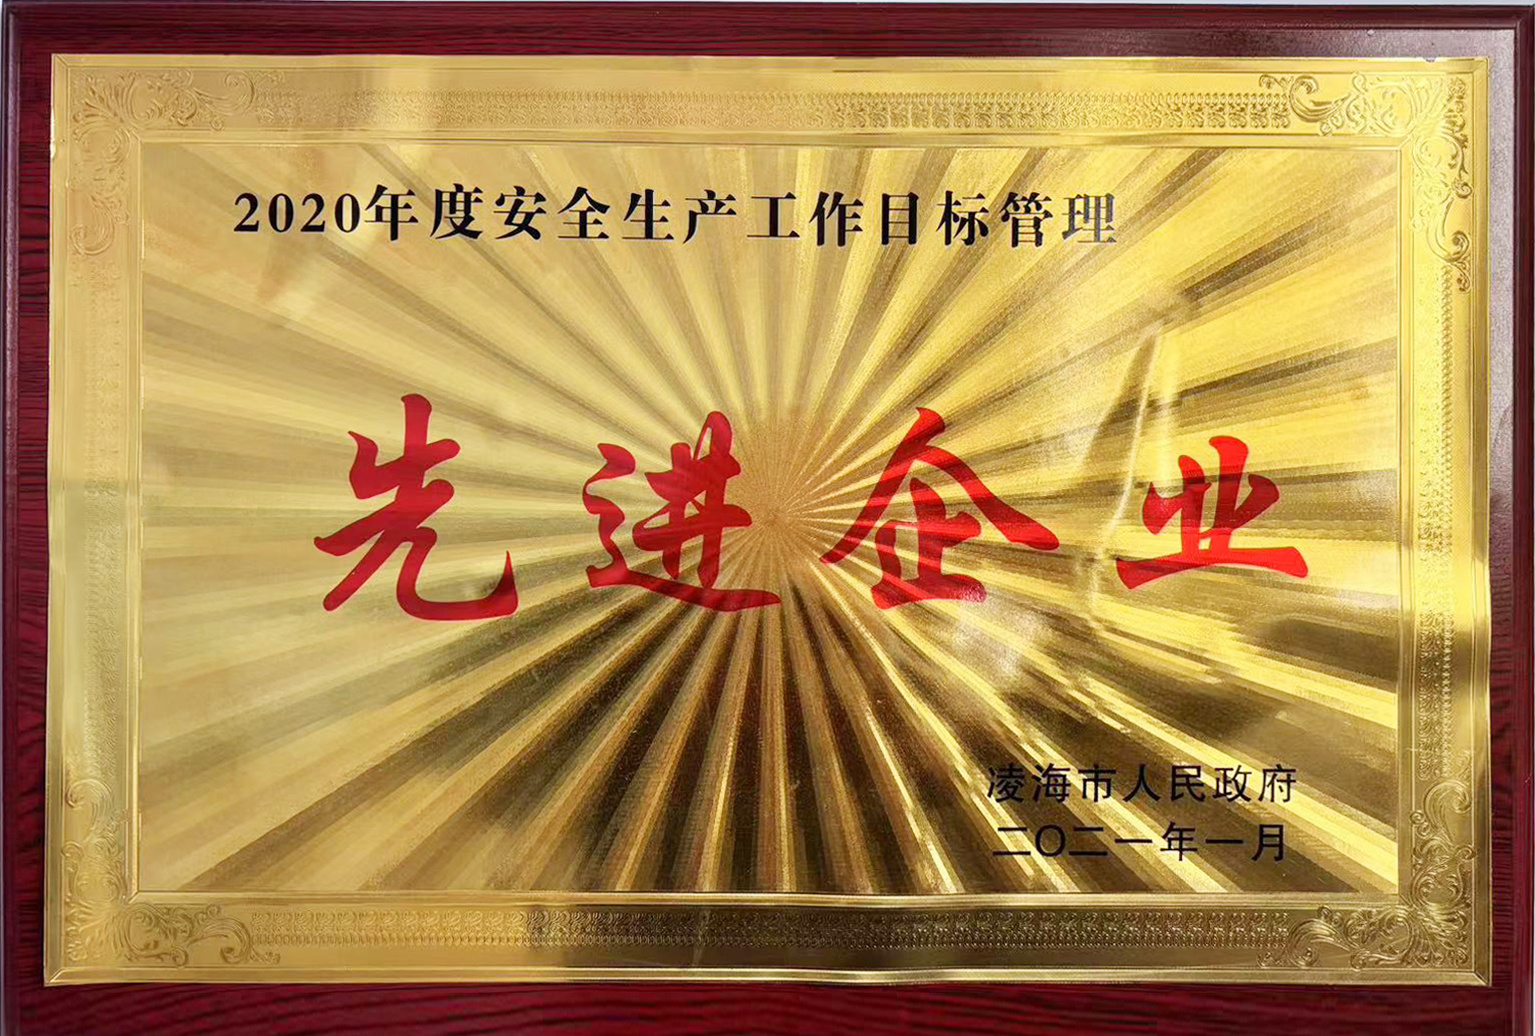 2020年度安全生产工作目标管理
先进企业
凌海市人民政府
二〇二一年一月